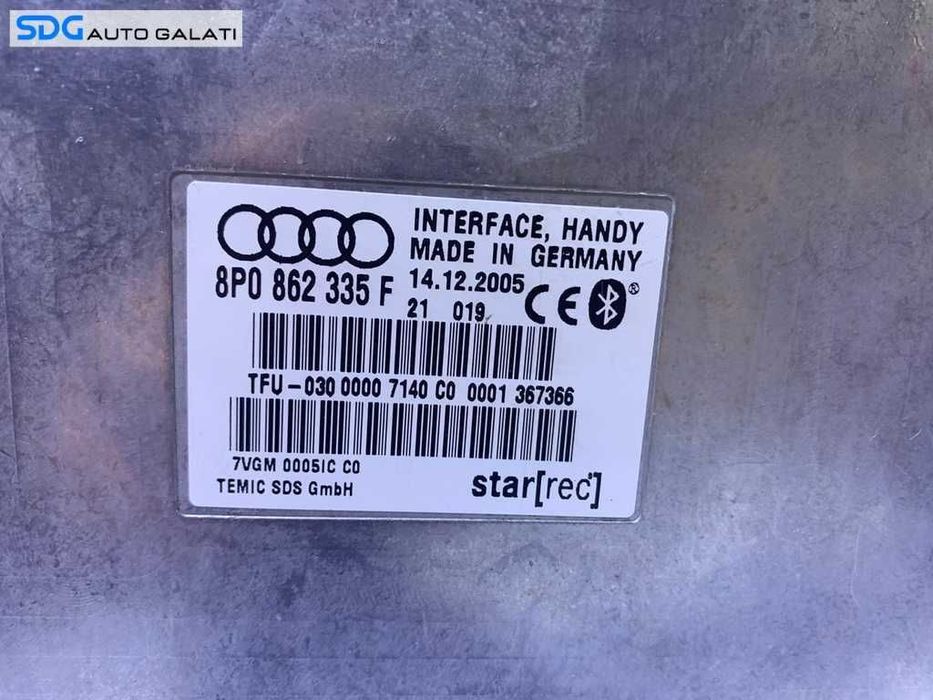 SDG AUTO GALATI
INTERFACE, HANDY
MADE IN GERMANY
8P0 862 335 F
14.12.2005
21 019
CE
®
TFU-030 0000 7140 C0 0001 367366
7VGM 0005IC C0
TEMIC SDS GmbH
star[rec]